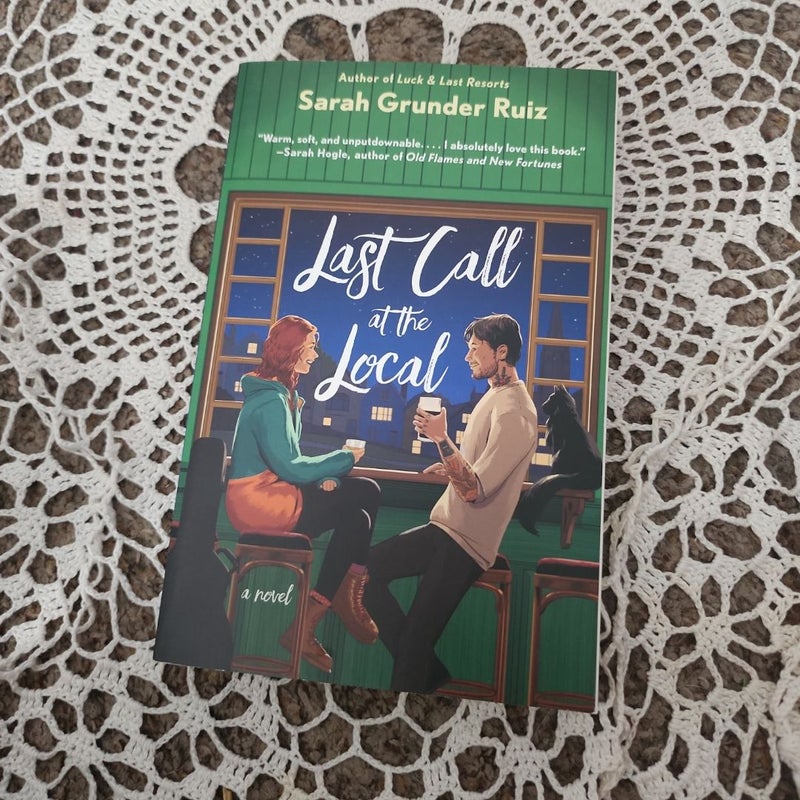 Author of Luck & Last Resorts
Sarah Grunder Ruiz
"Warm, soft, and unputdownable. . . . I absolutely love this book."
—Sarah Hogle, author of Old Flames and New Fortunes
Last Call
at the
Local
a novel